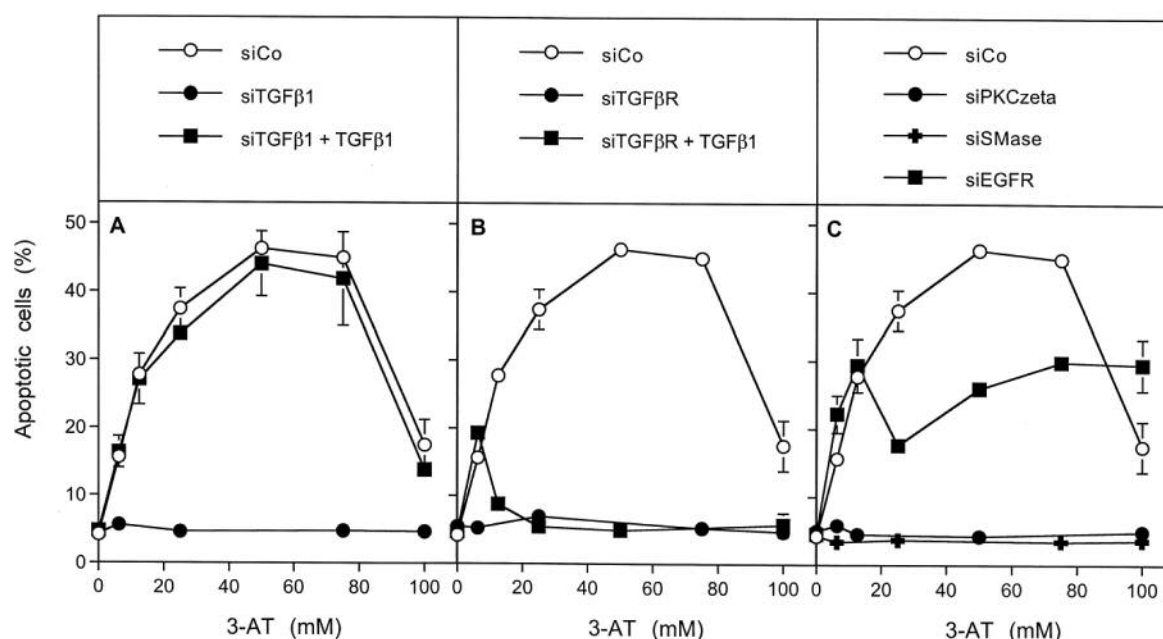 siCo
siTGFβ1
siTGFβ1 + TGFβ1
siCo
siTGFβR
siTGFβR + TGFβ1
siCo
siPKCzeta
siSMase
siEGFR
A
B
C
Apoptotic cells (%)
50
40
30
20
10
0
0 20 40 60 80 100
0 20 40 60 80 100
0 20 40 60 80 100
3-AT (mM)
3-AT (mM)
3-AT (mM)